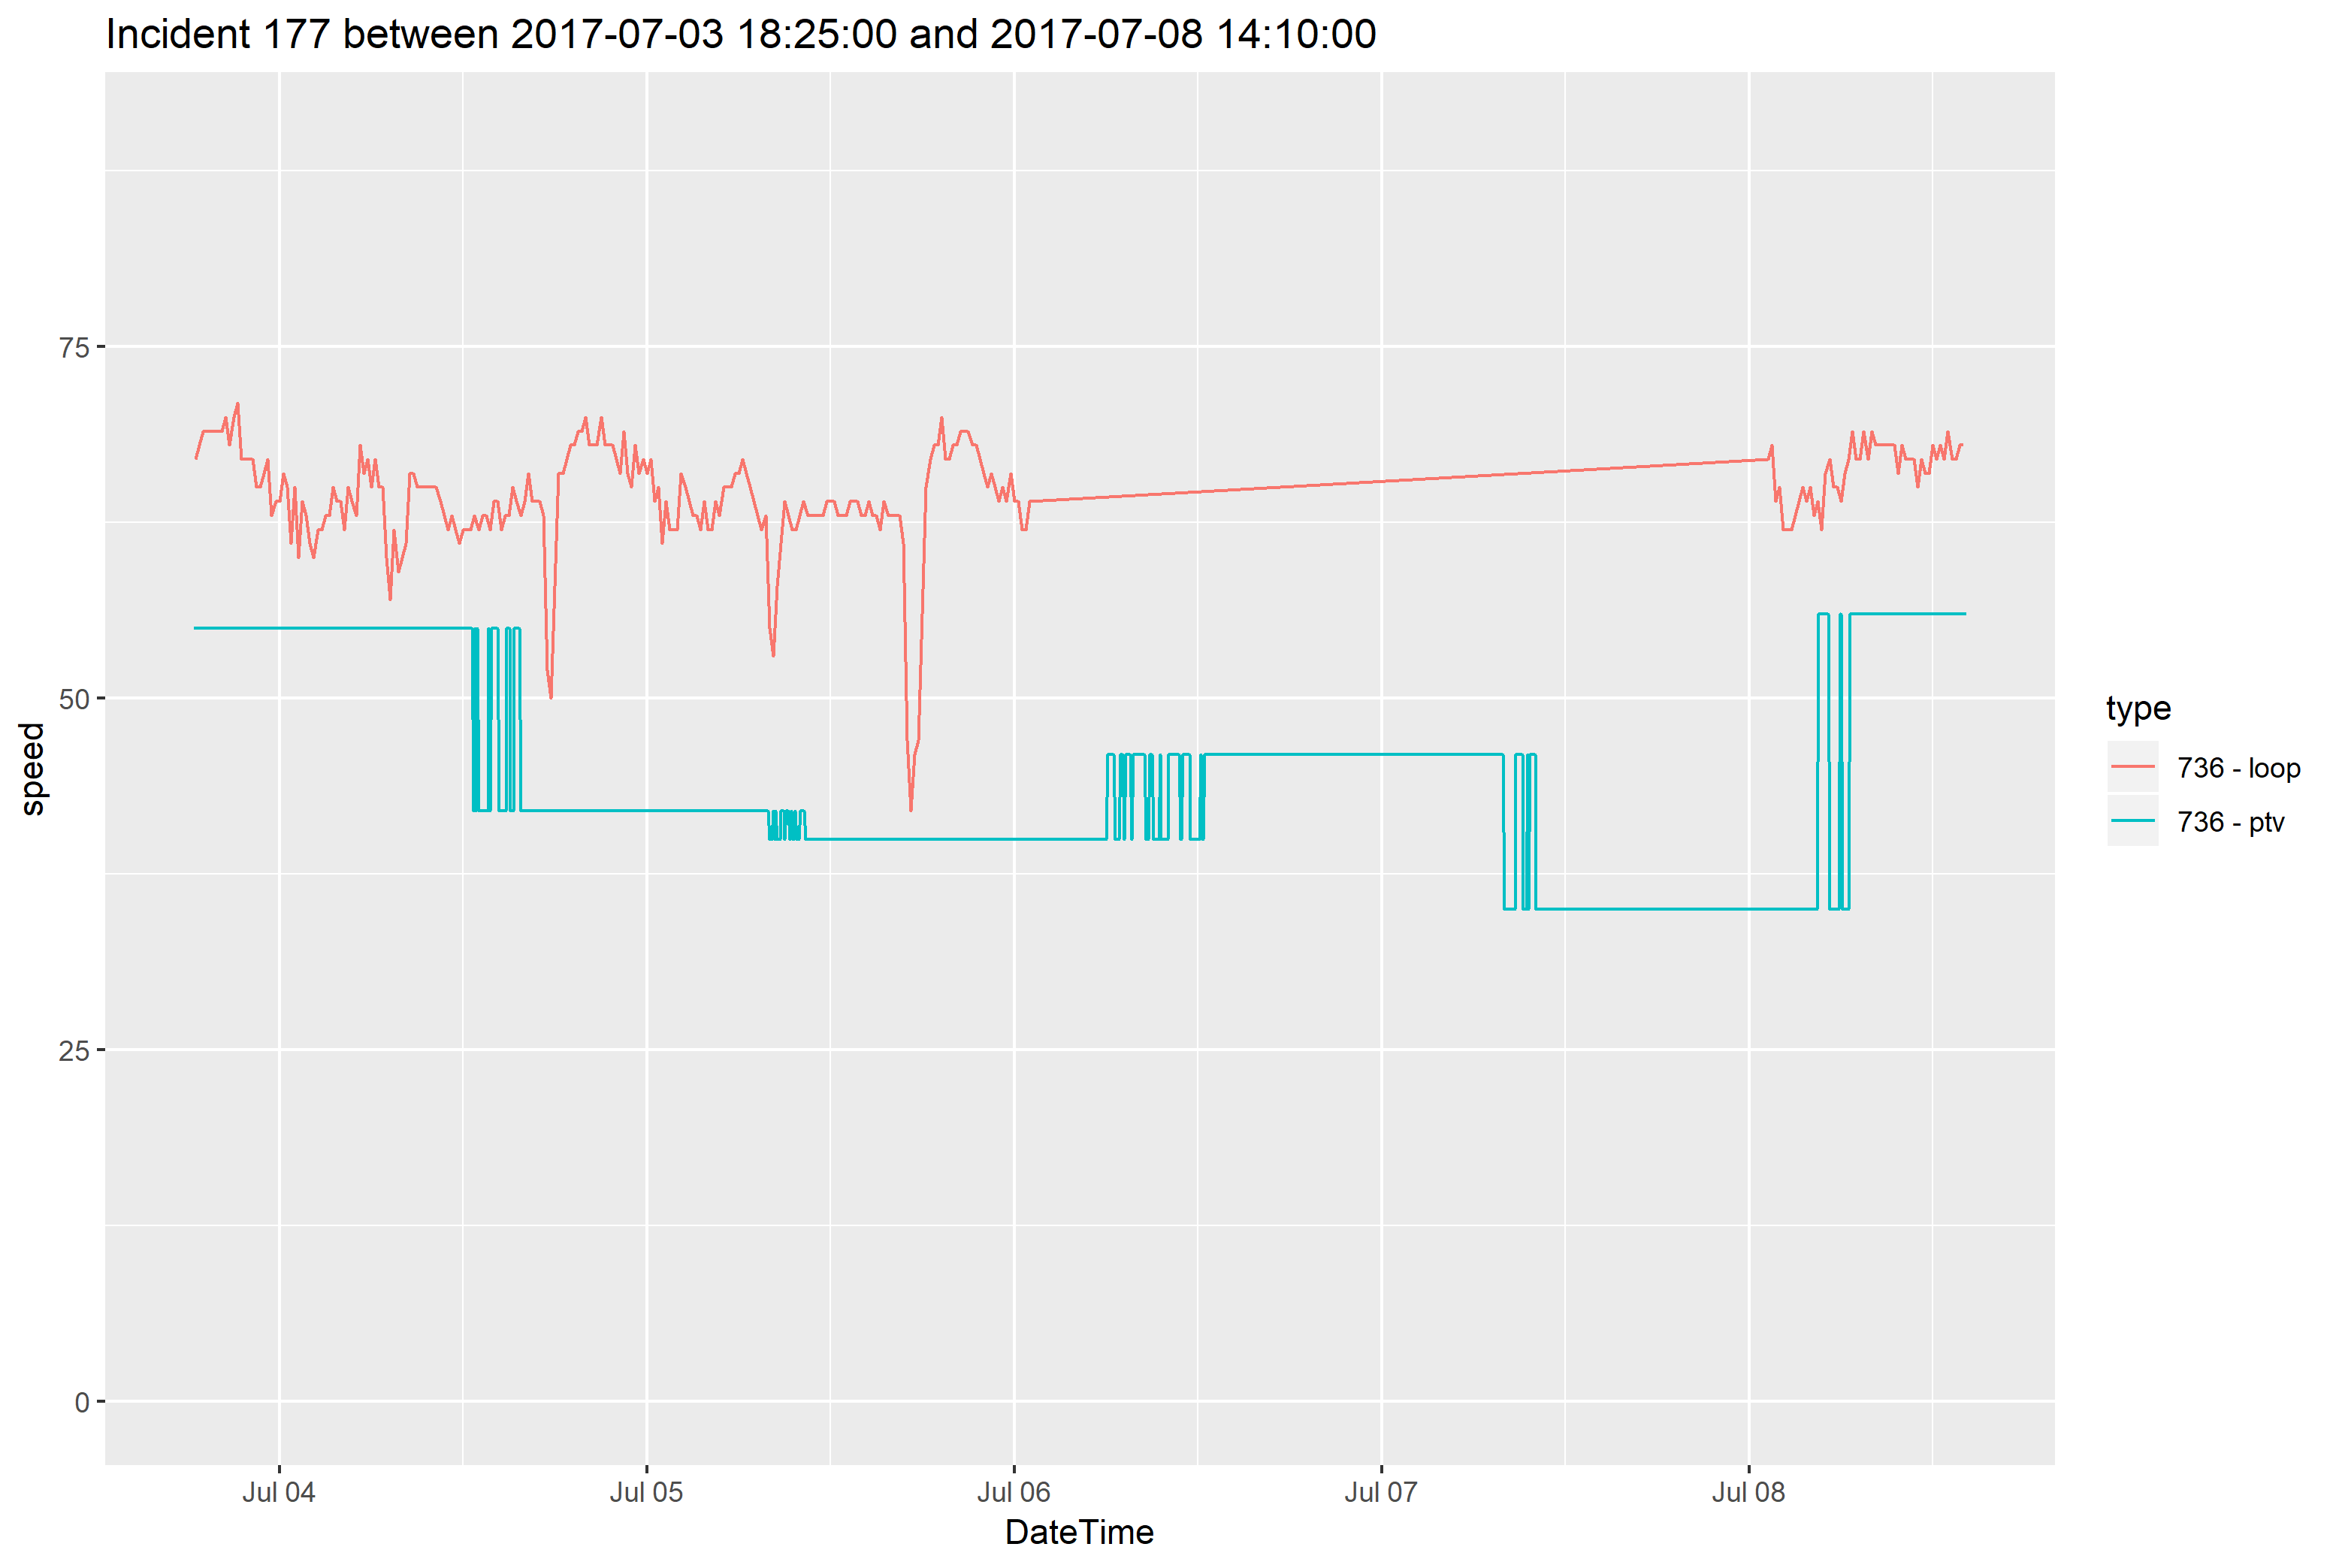 Incident 177 between 2017-07-03 18:25:00 and 2017-07-08 14:10:00
75
50
25
0
speed
Jul 04
Jul 05
Jul 06
Jul 07
Jul 08
DateTime
type
736 - loop
736 - ptv